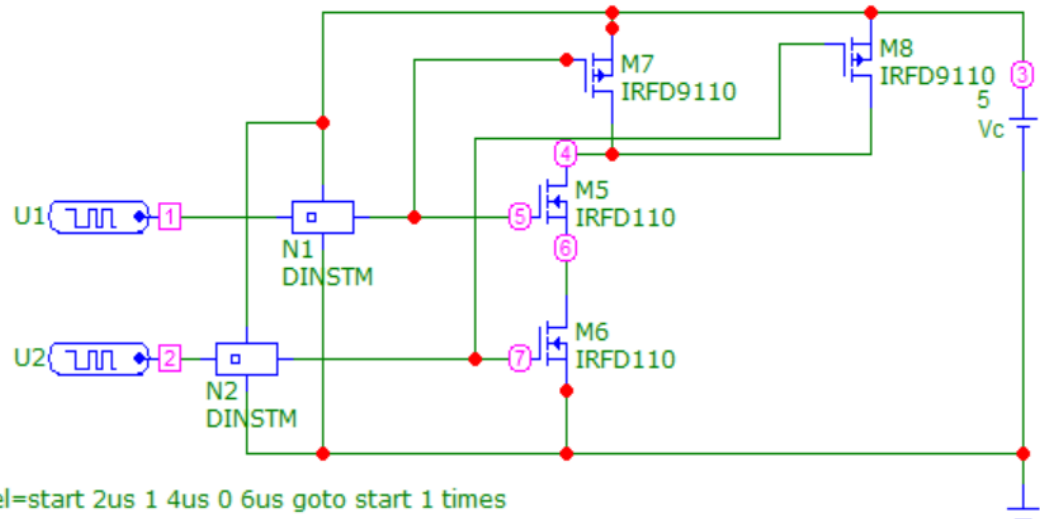 M7
IRFD9110
M8
IRFD9110
3
5
Vc
4
M5
IRFD110
U1
1
5
N1
DINSTM
6
U2
2
7
M6
IRFD110
N2
DINSTM
=start 2us 1 4us 0 6us goto start 1 times